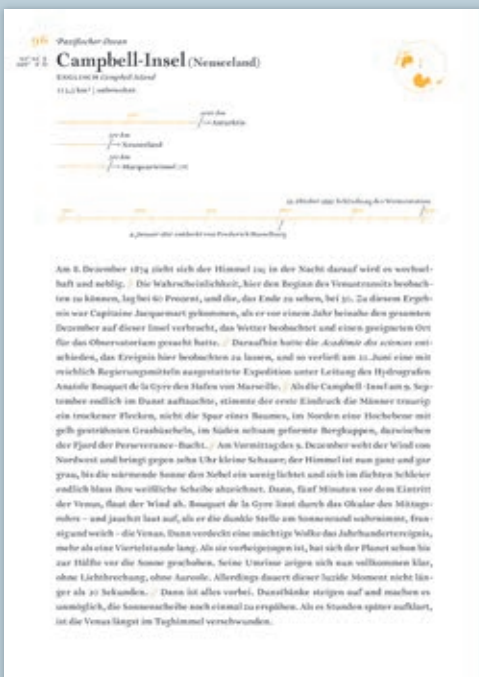 96 Pazifischer Ozean
Campbell-Insel (Neuseeland)
ENGLISCH Campbell Island
unbewohnt
Antarktis
Neuseeland
Macquarieinsel
4. Januar 1810 entdeckt von Frederick Hasselburg
Am 8. Dezember 1874 zieht sich der Himmel zu; in der Nacht darauf wird es wechsel-
haft und neblig. // Die Wahrscheinlichkeit, hier den Beginn des Venustransits beobach-
ten zu können, lag bei 60 Prozent, und die, das Ende zu sehen, bei 30. Zu diesem Ergeb-
nis war Capitaine Jacquemart gekommen, als er vor einem Jahr beinahe den gesamten
Dezember auf dieser Insel verbracht, das Wetter beobachtet und einen geeigneten Ort
für das Observatorium gesucht hatte. // Daraufhin hatte die Académie des sciences ent-
schieden, das Ereignis hier beobachten zu lassen, und so verließ am 21. Juni eine mit
reichlich Regierungsmitteln ausgestattete Expedition unter Leitung des Hydrografen
Anatole Bouquet de la Grye den Hafen von Marseille. // Als die Campbell-Insel am 9. Sep-
tember endlich im Dunst auftauchte, stimmte der erste Eindruck die Männer traurig:
ein trockener Flecken, nicht die Spur eines Baumes, im Norden eine Hochebene mit
gelb gesträhnten Grasbüscheln, im Süden seltsam geformte Bergkuppen, dazwischen
der Fjord der Perseverance-Bucht. // Am Vormittag des 9. Dezember weht der Wind von
Nordwest und bringt gegen zehn Uhr kleine Schauer; der Himmel ist nun ganz und gar
grau, bis die wärmende Sonne den Nebel ein wenig lichtet und sich im dichten Schleier
endlich blass ihre weißliche Scheibe abzeichnet. Dann, fünf Minuten vor dem Eintritt
der Venus, flaut der Wind ab. Bouquet de la Grye linst durch das Okular des Mittags-
rohrs – und jauchzt laut auf, als er die dunkle Stelle am Sonnenrand wahrnimmt, fran-
sig und weich – die Venus. Dann verdeckt eine mächtige Wolke das Jahrhundertereignis,
mehr als eine Viertelstunde lang. Als sie vorbeigezogen ist, hat sich der Planet schon bis
zur Hälfte vor die Sonne geschoben. Seine Umrisse zeigen sich nun vollkommen klar,
ohne Lichtbrechung, ohne Aureole. Allerdings dauert dieser luzide Moment nicht län-
ger als 20 Sekunden. // Dann ist alles vorbei. Dunstbänke steigen auf und machen es
unmöglich, die Sonnenscheibe noch einmal zu erspähen. Als es Stunden später aufklart,
ist die Venus längst im Taghimmel verschwunden.